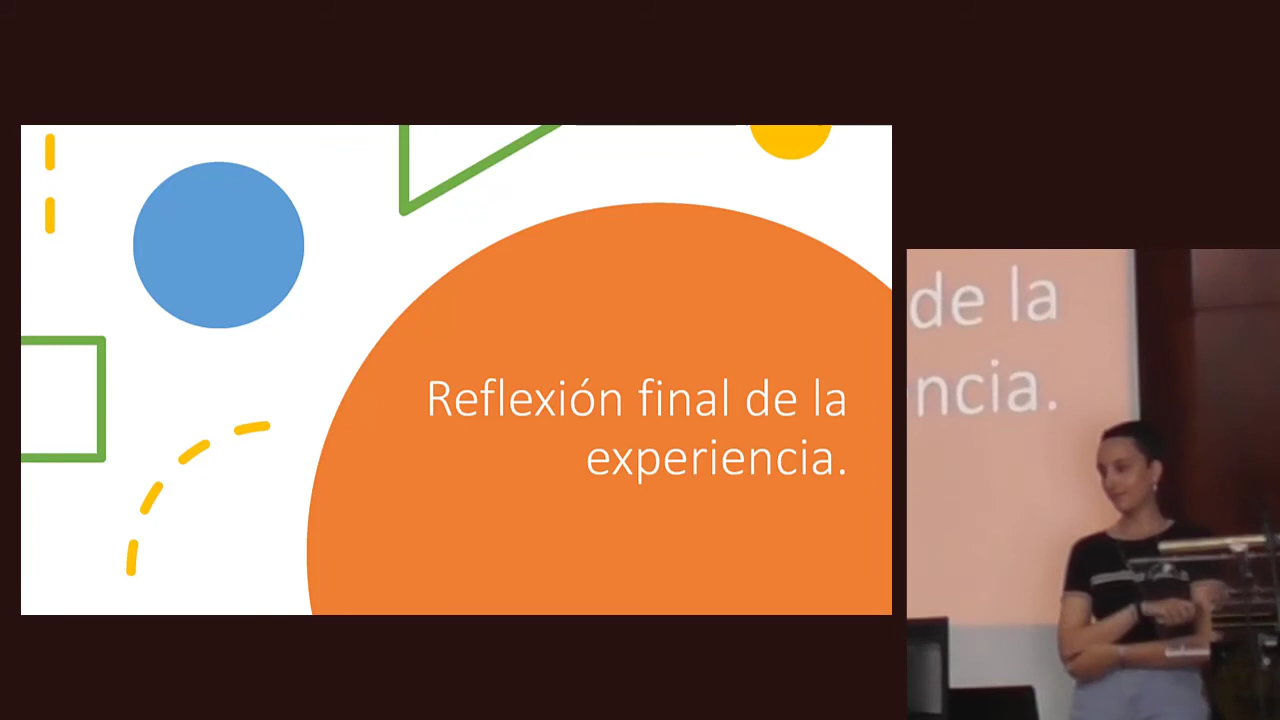 Reflexión final de la
experiencia.
de la
ncia.